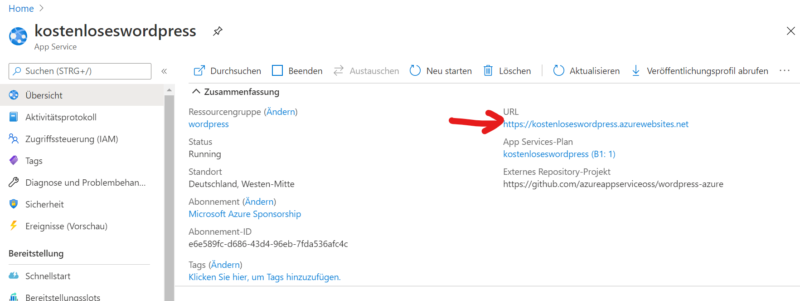 Home
kostenloseswordpress
App Service
Suchen (STRG+/)
Durchsuchen Beenden Austauschen Neu starten Löschen Aktualisieren Veröffentlichungsprofil abrufen
Übersicht
Aktivitätsprotokoll
Zugriffssteuerung (IAM)
Tags
Diagnose und Problembehan...
Sicherheit
Ereignisse (Vorschau)
Bereitstellung
Schnellstart
Bereitstellungsslots
Zusammenfassung
Ressourcengruppe (Ändern)
wordpress
Status
Running
Standort
Deutschland, Westen-Mitte
Abonnement (Ändern)
Microsoft Azure Sponsorship
Abonnement-ID
e6e589fc-d686-43d4-96eb-7fda536afc4c
Tags (Ändern)
Klicken Sie hier, um Tags hinzuzufügen.
URL
https://kostenloseswordpress.azurewebsites.net
App Services-Plan
kostenloseswordpress (B1: 1)
Externes Repository-Projekt
https://github.com/azureappserviceoss/wordpress-azure